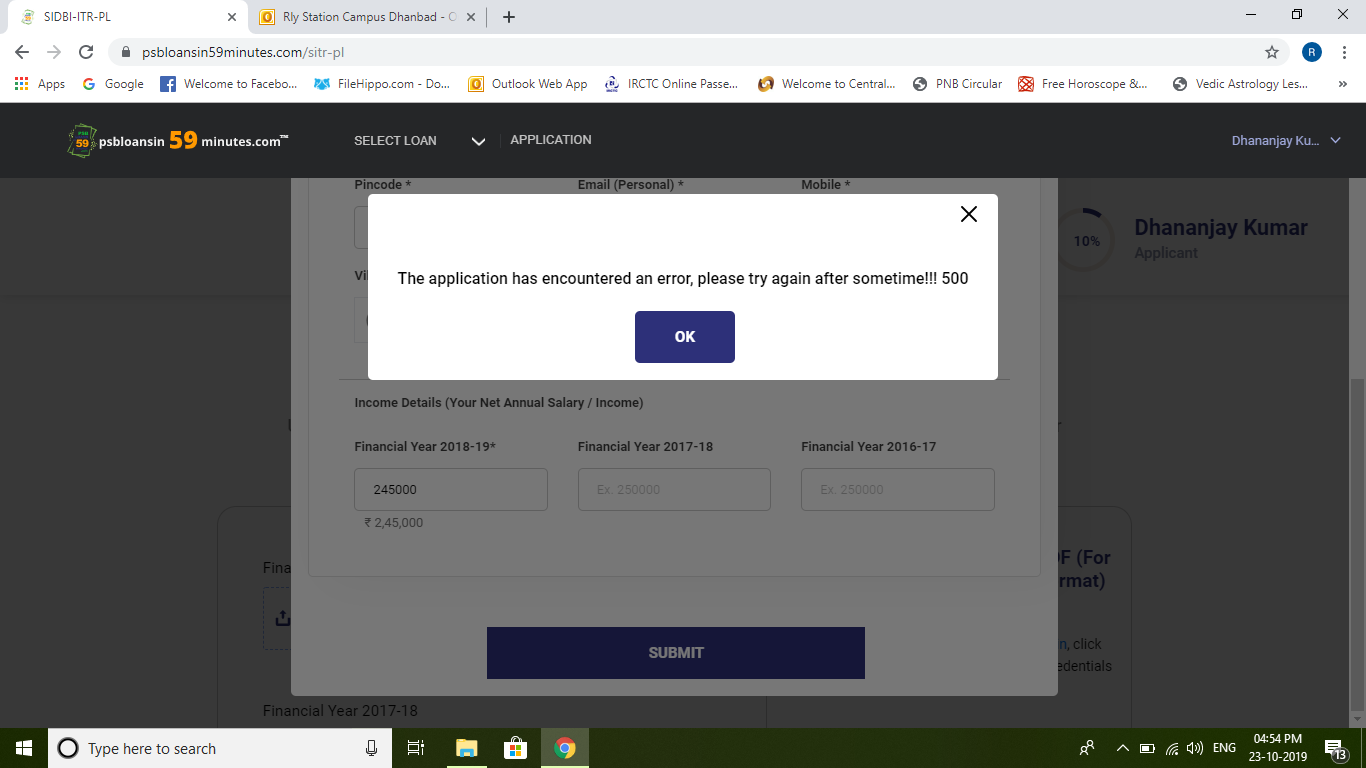 SIDBI-ITR-PL
Rly Station Campus Dhanbad - O
psbloansin59minutes.com/sitr-pl
R
Apps
Google
Welcome to Facebo...
FileHippo.com - Do...
Outlook Web App
IRCTC Online Passe...
Welcome to Central...
PNB Circular
Free Horoscope &...
Vedic Astrology Les...
»
PSB 59 psbloansin 59 minutes.com™
SELECT LOAN
APPLICATION
Dhananjay Ku...
Pincode *
Email (Personal) *
Mobile *
10%
Dhananjay Kumar
Applicant
The application has encountered an error, please try again after sometime!!! 500
OK
Income Details (Your Net Annual Salary / Income)
Financial Year 2018-19*
Financial Year 2017-18
Financial Year 2016-17
245000
Ex. 250000
Ex. 250000
₹ 2,45,000
(For
click
SUBMIT
Financial Year 2017-18
Type here to search
ENG
04:54 PM
23-10-2019
13